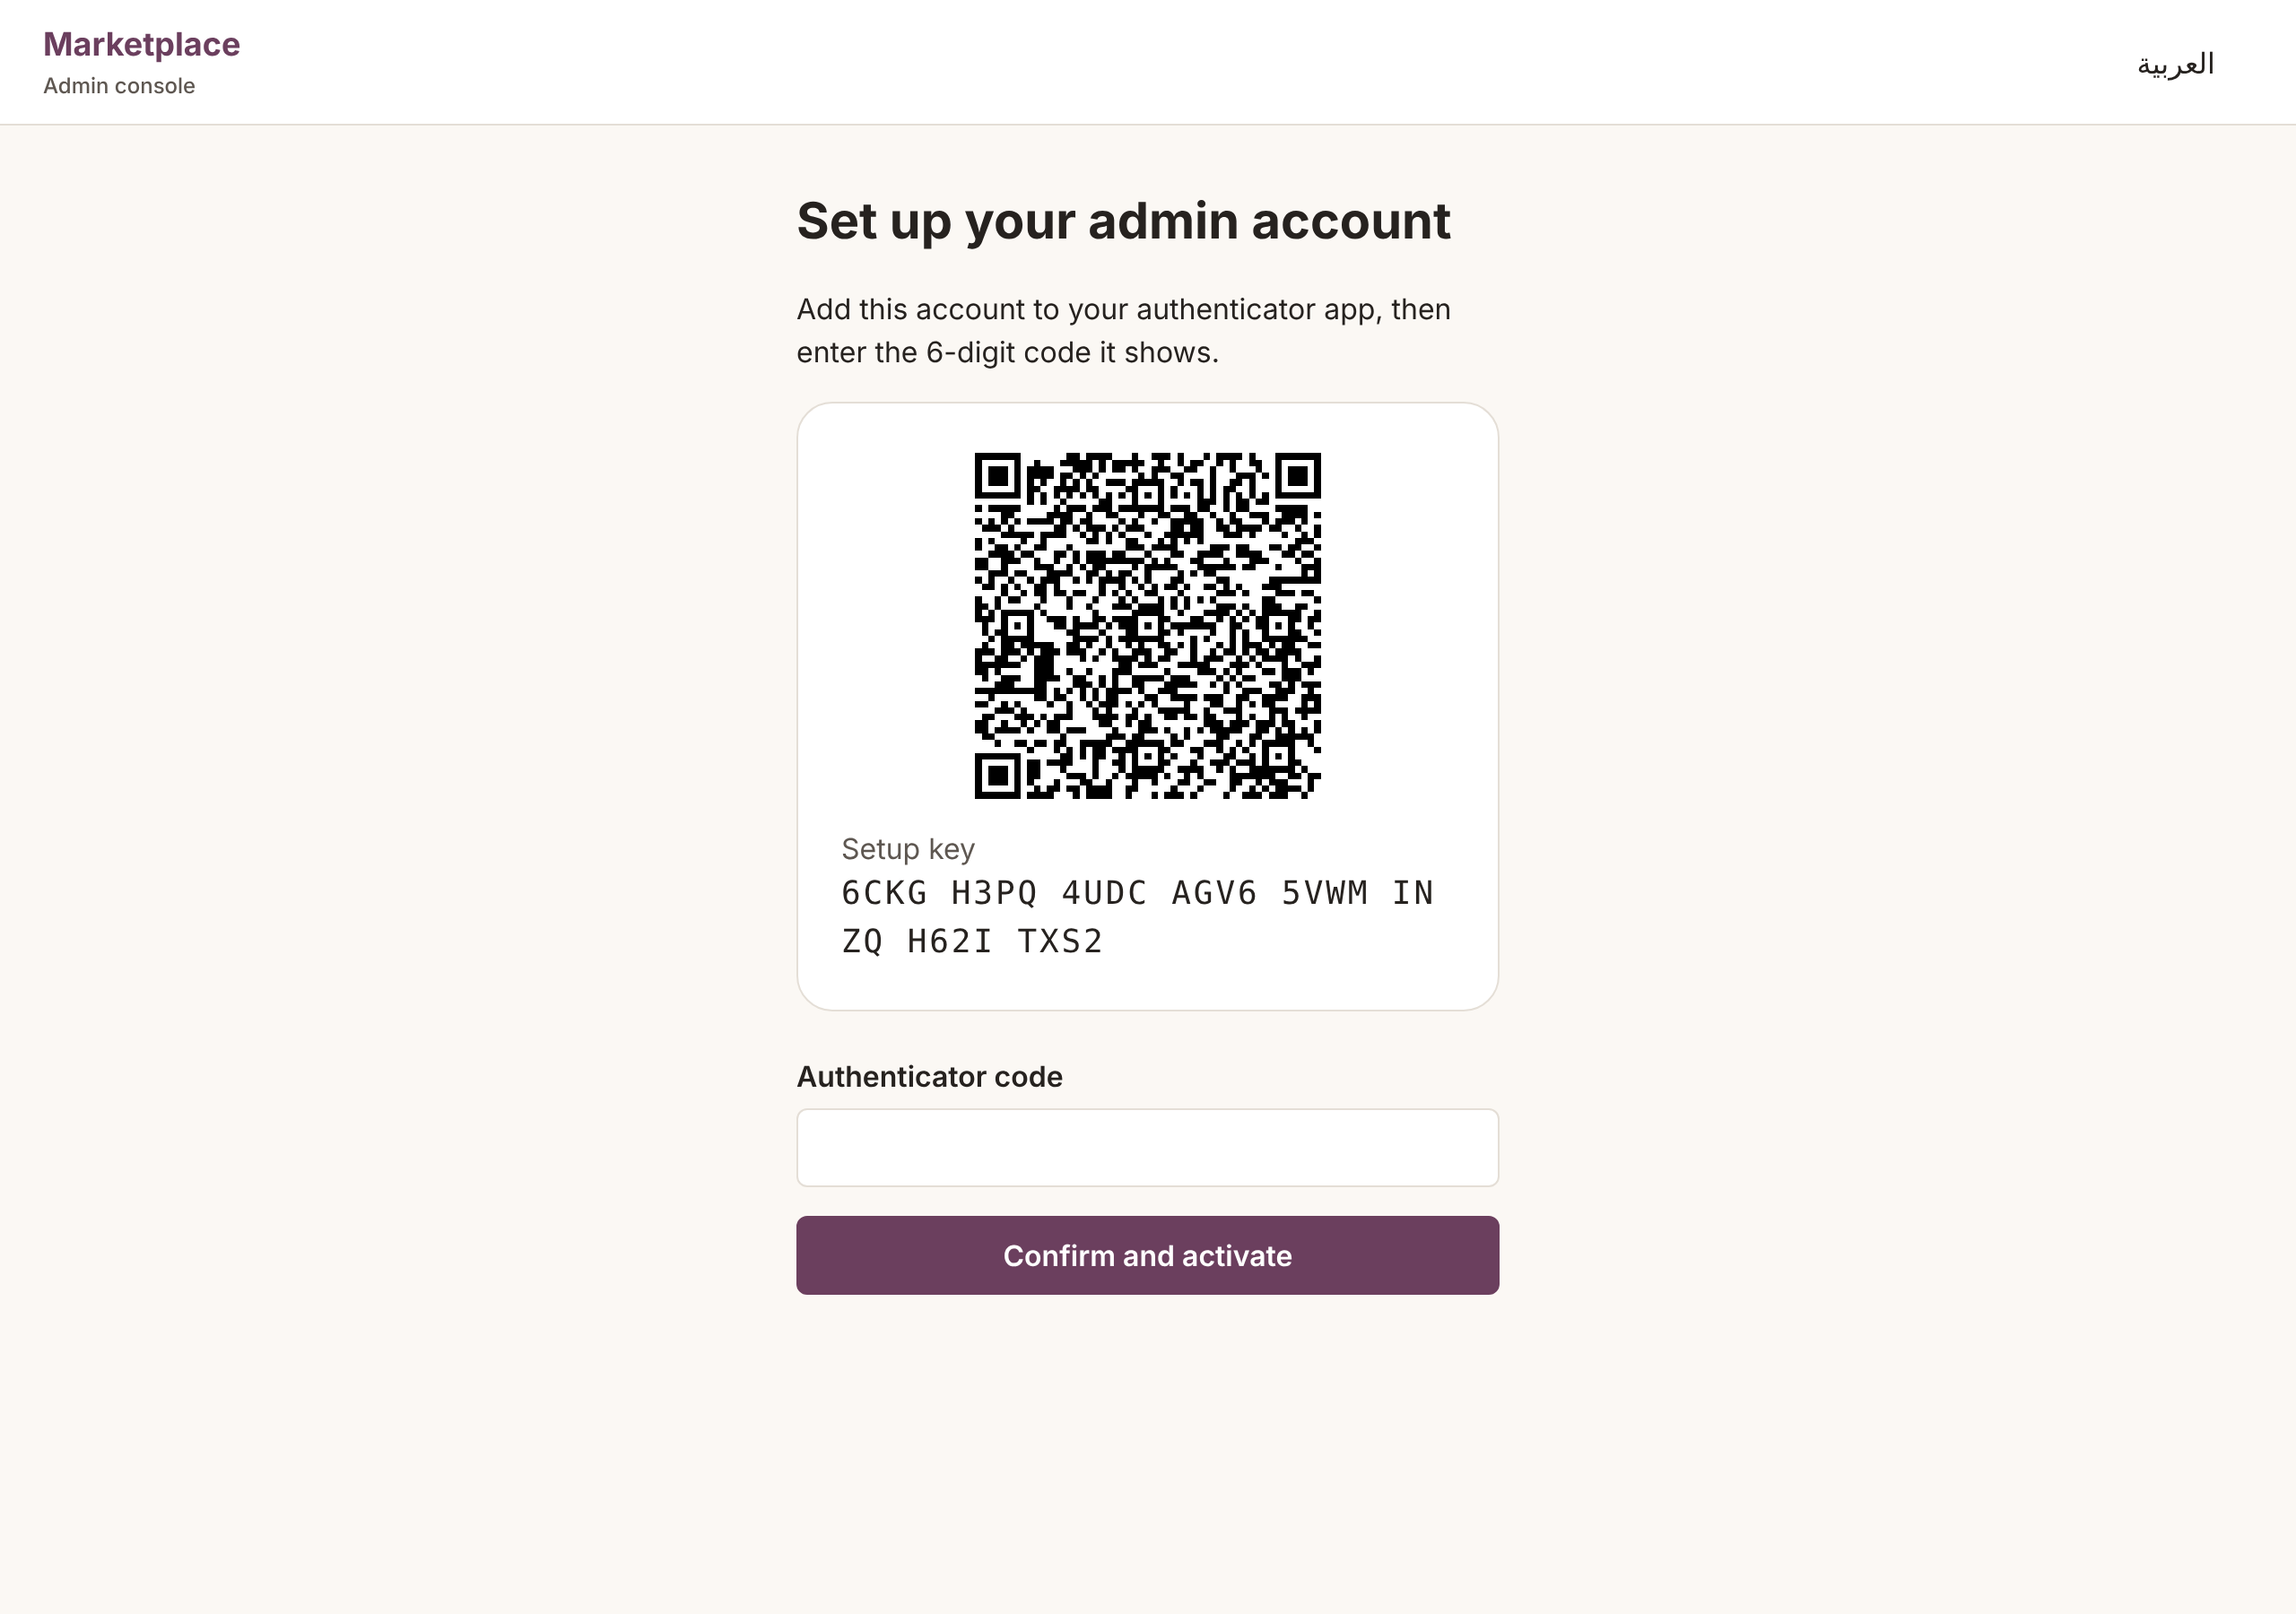 Marketplace
Admin console
العربية
Set up your admin account
Add this account to your authenticator app, then
enter the 6-digit code it shows.
Setup key
6CKG H3PQ 4UDC AGV6 5VWM IN
ZQ H62I TXS2
Authenticator code
Confirm and activate